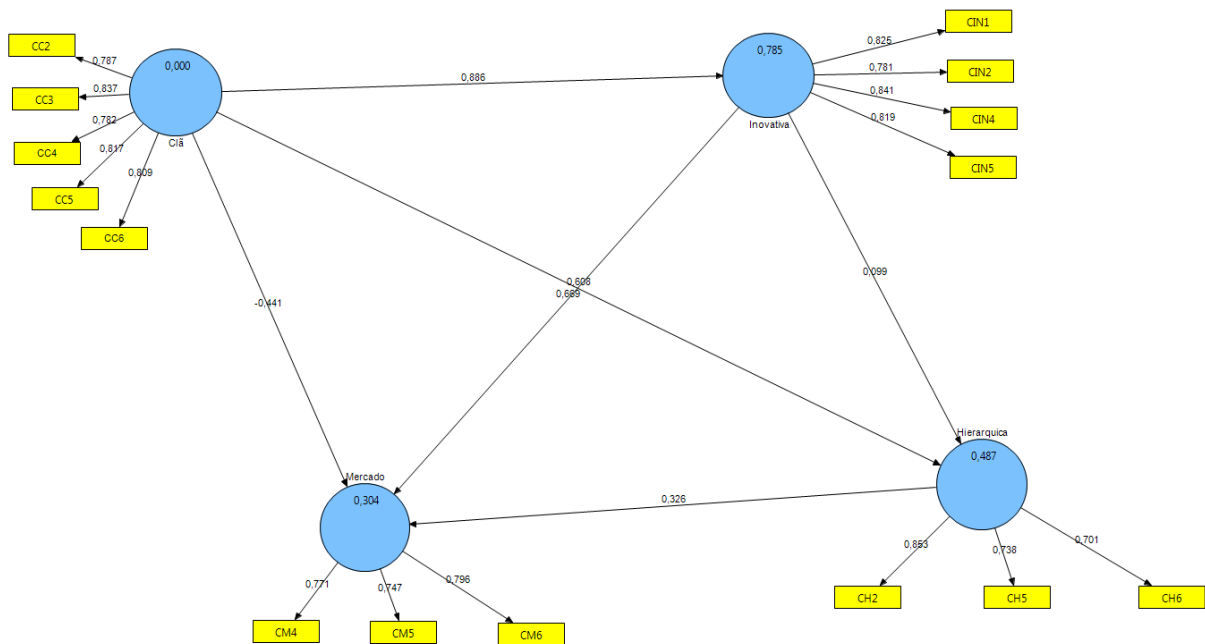 CC2
0,787
CC3
0,837
CC4
0,782
CC5
0,817
CC6
0,809
0,000
Clã
0,886
0,785
Inovativa
CIN1
0,825
CIN2
0,781
CIN4
0,841
CIN5
0,819
-0,441
0,608
0,669
0,099
Mercado
0,304
0,326
Hierarquica
0,487
0,771
0,747
0,796
CM4
CM5
CM6
0,853
0,738
0,701
CH2
CH5
CH6